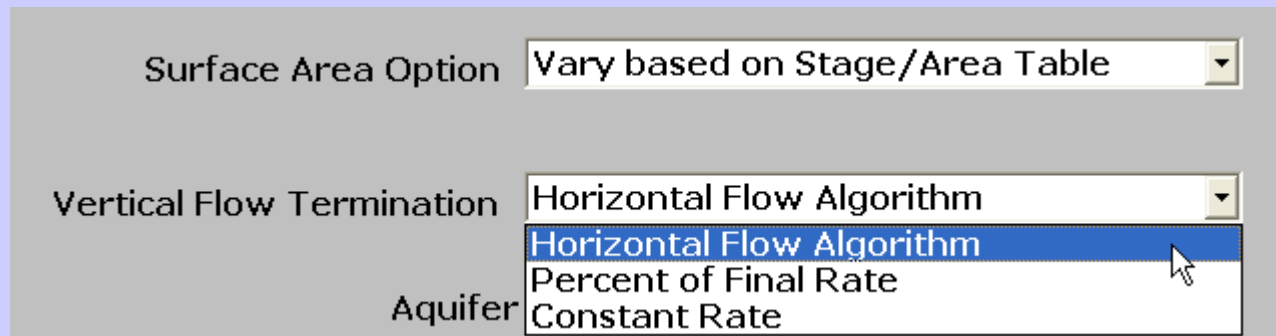 Surface Area Option Vary based on Stage/Area Table
Vertical Flow Termination Horizontal Flow Algorithm
Horizontal Flow Algorithm
Percent of Final Rate
Aquifer Constant Rate